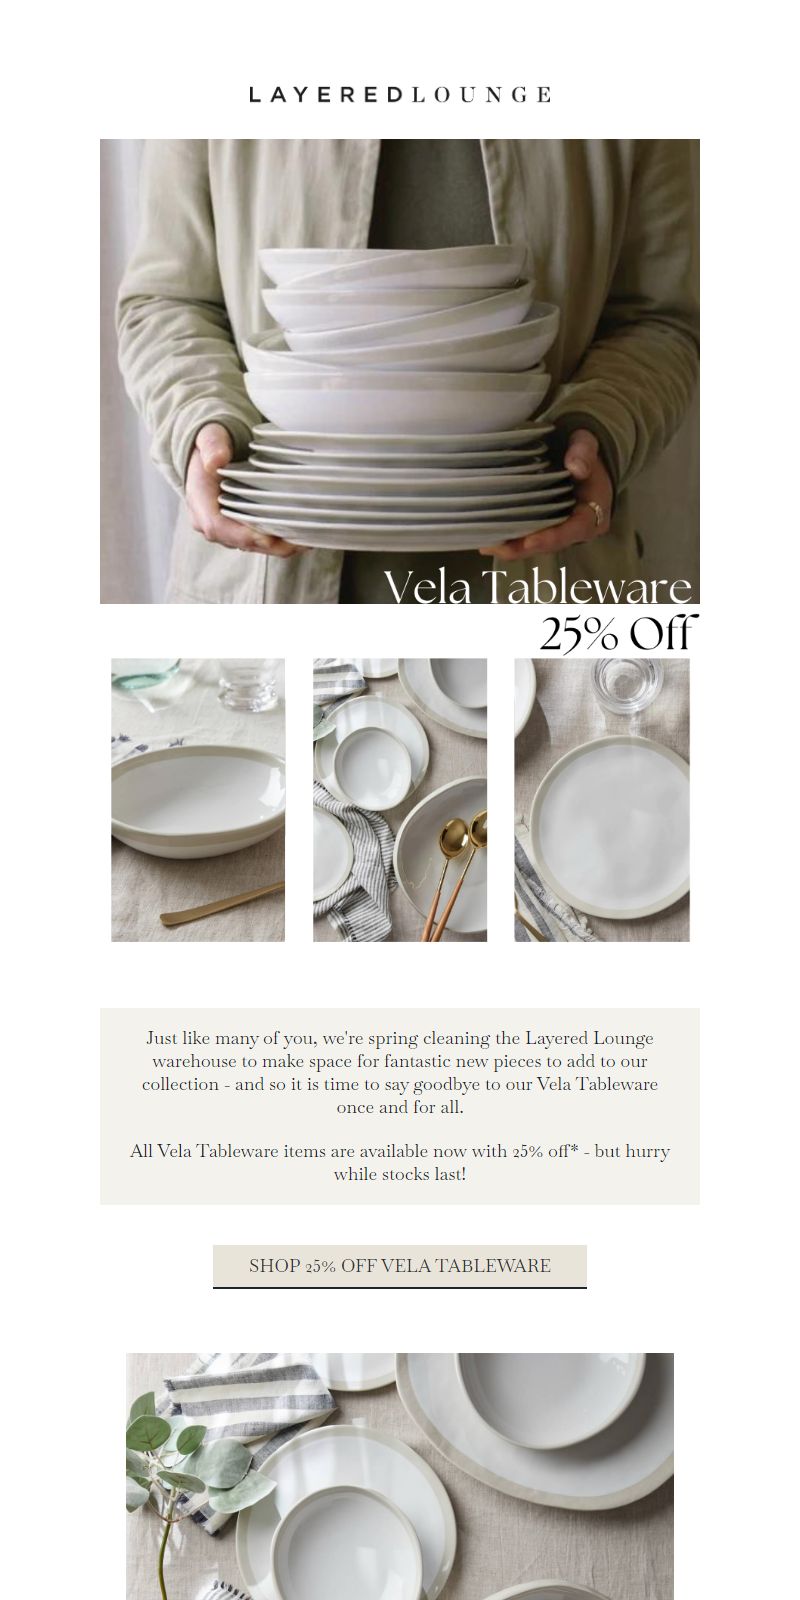 LAYEREDLOUNGE
Vela Tableware
25% Off
Just like many of you, we're spring cleaning the Layered Lounge
warehouse to make space for fantastic new pieces to add to our
collection - and so it is time to say goodbye to our Vela Tableware
once and for all.
All Vela Tableware items are available now with 25% off* - but hurry
while stocks last!
SHOP 25% OFF VELA TABLEWARE